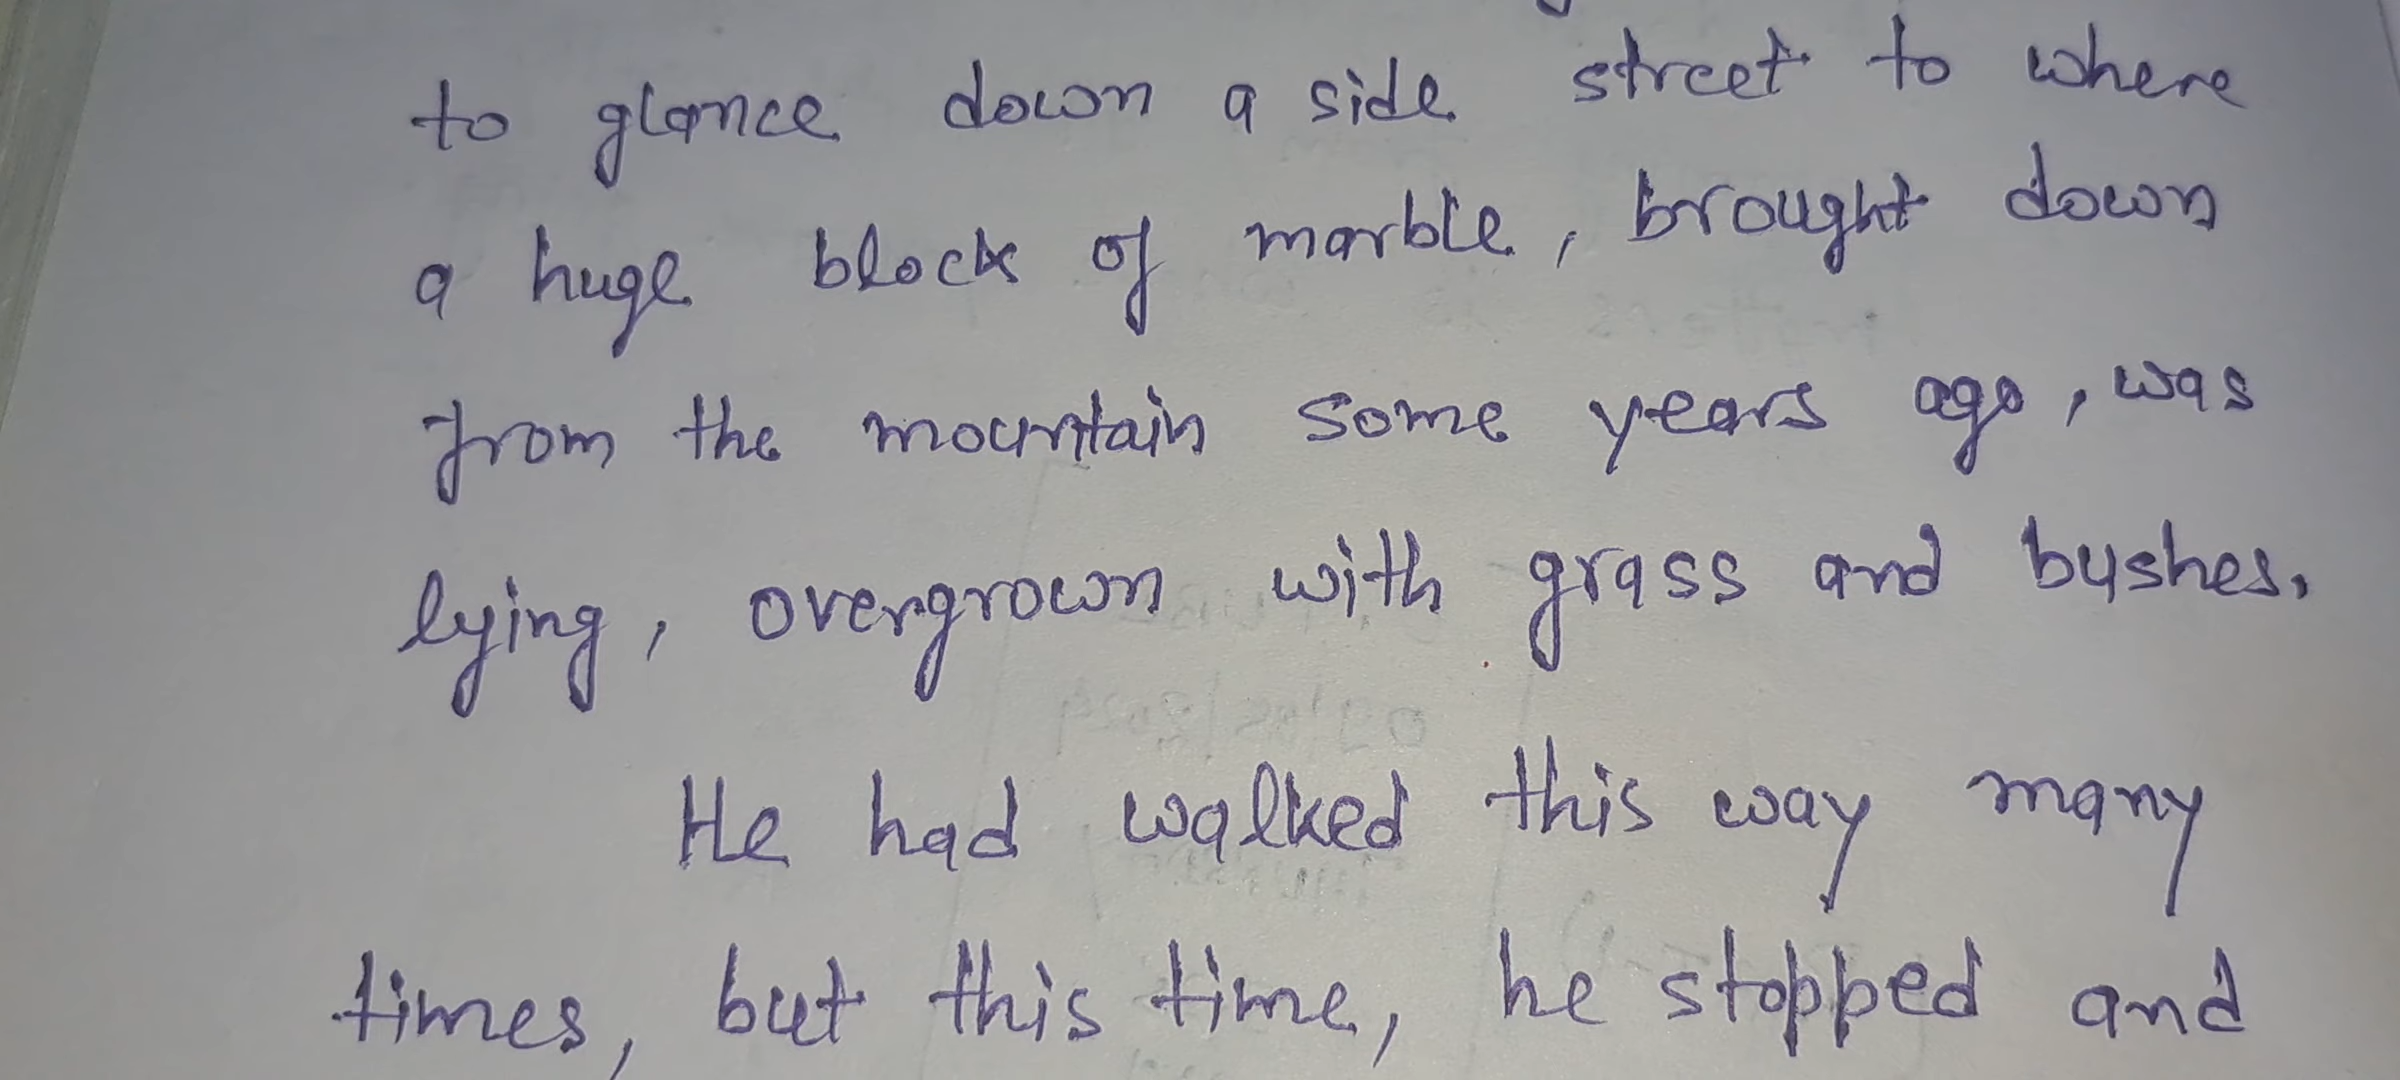 to glance down a side street to where
a huge block of marble, brought down
from the mountain some years ago, was
lying, overgrown with grass and bushes.
He had walked this way many
times, but this time, he stopped and